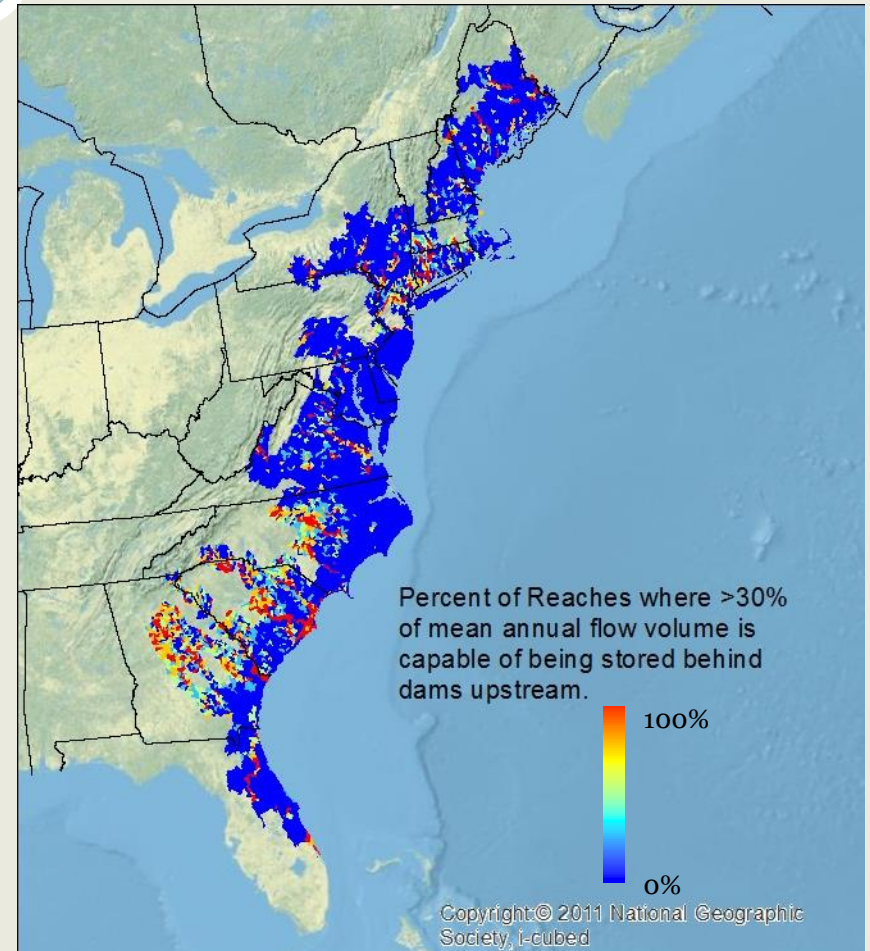 Percent of Reaches where >30%
of mean annual flow volume is
capable of being stored behind
dams upstream.
100%
0%
Copyright:© 2011 National Geographic
Society, i-cubed